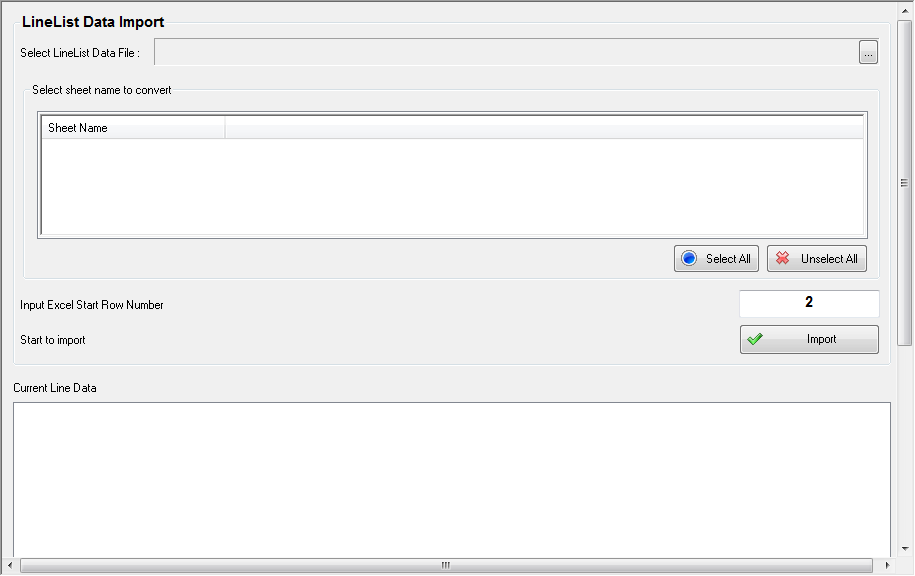 LineList Data Import
Select LineList Data File :
...
Select sheet name to convert
Sheet Name
Select All
Unselect All
Input Excel Start Row Number
2
Start to import
Import
Current Line Data